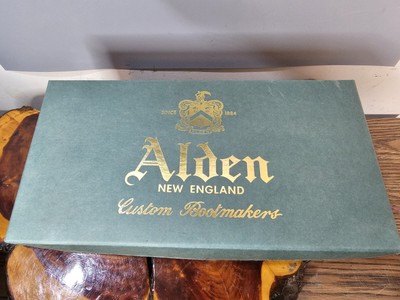 SINCE 1884
Alden
NEW ENGLAND
Custom Bootmakers